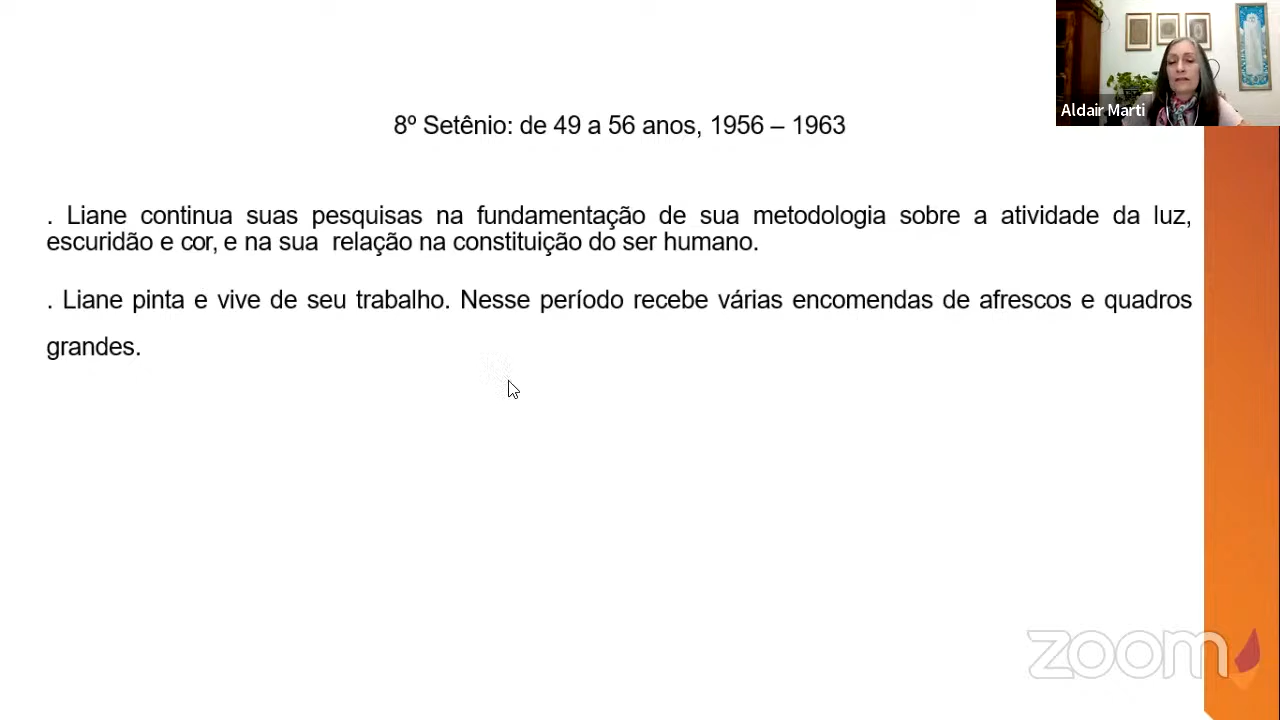 Aldair Marti
8º Setênio: de 49 a 56 anos, 1956 – 1963
. Liane continua suas pesquisas na fundamentação de sua metodologia sobre a atividade da luz,
escuridão e cor, e na sua relação na constituição do ser humano.
. Liane pinta e vive de seu trabalho. Nesse período recebe várias encomendas de afrescos e quadros
grandes.
zoom